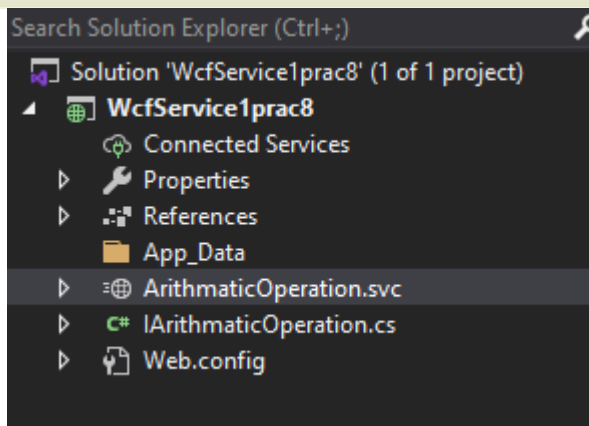 Search Solution Explorer (Ctrl+;)
Solution 'WcfService1prac8' (1 of 1 project)
WcfService1prac8
Connected Services
Properties
References
App_Data
ArithmaticOperation.svc
C# IArithmaticOperation.cs
Web.config